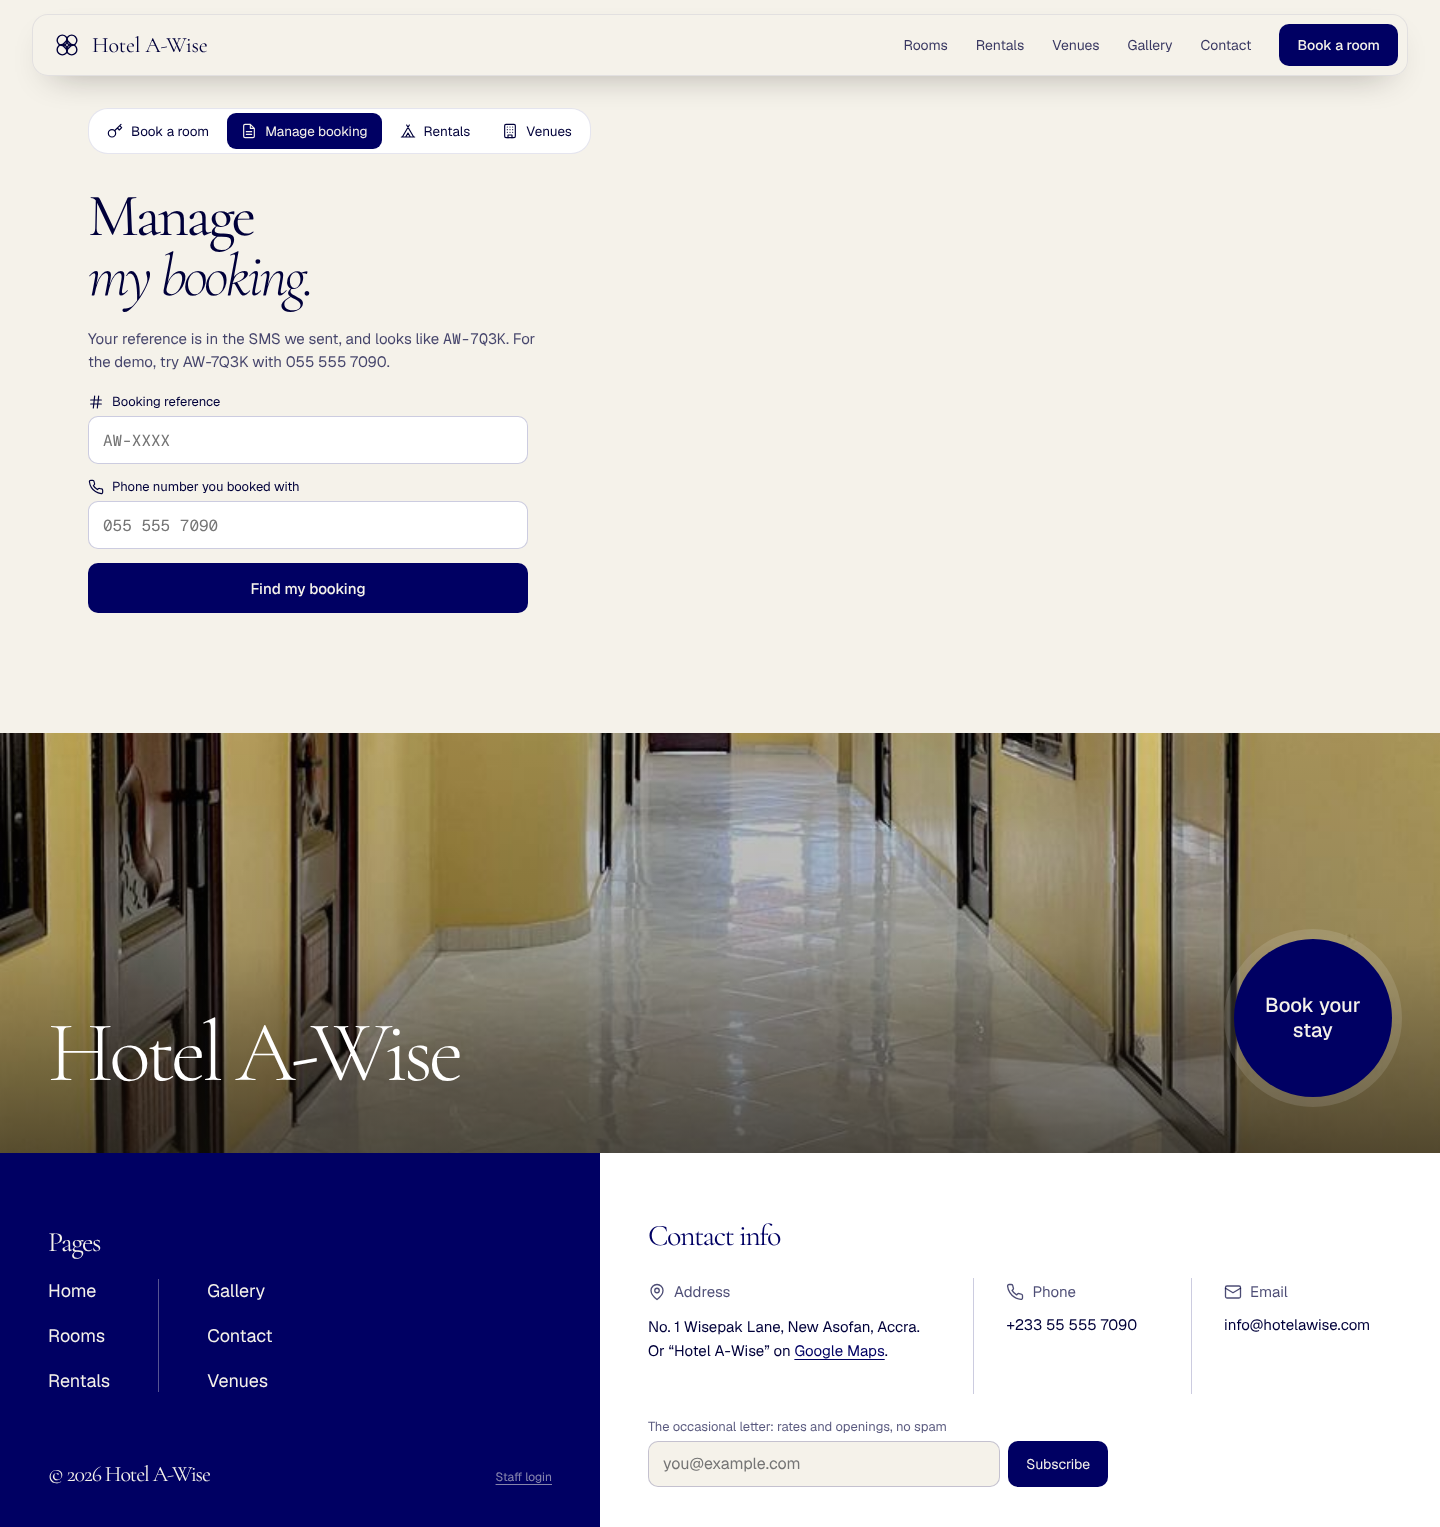 Hotel A-Wise
Rooms
Rentals
Venues
Gallery
Contact
Book a room
Book a room
Manage booking
Rentals
Venues
Manage
my booking.
Your reference is in the SMS we sent, and looks like AW-7Q3K. For
the demo, try AW-7Q3K with 055 555 7090.
Booking reference
AW-XXXX
Phone number you booked with
055 555 7090
Find my booking
Hotel A-Wise
Book your
stay
Pages
Home
Rooms
Rentals
Gallery
Contact
Venues
© 2026 Hotel A-Wise
Staff login
Contact info
Address
No. 1 Wisepak Lane, New Asofan, Accra.
Or “Hotel A-Wise” on Google Maps.
Phone
+233 55 555 7090
Email
info@hotelawise.com
The occasional letter: rates and openings, no spam
you@example.com
Subscribe